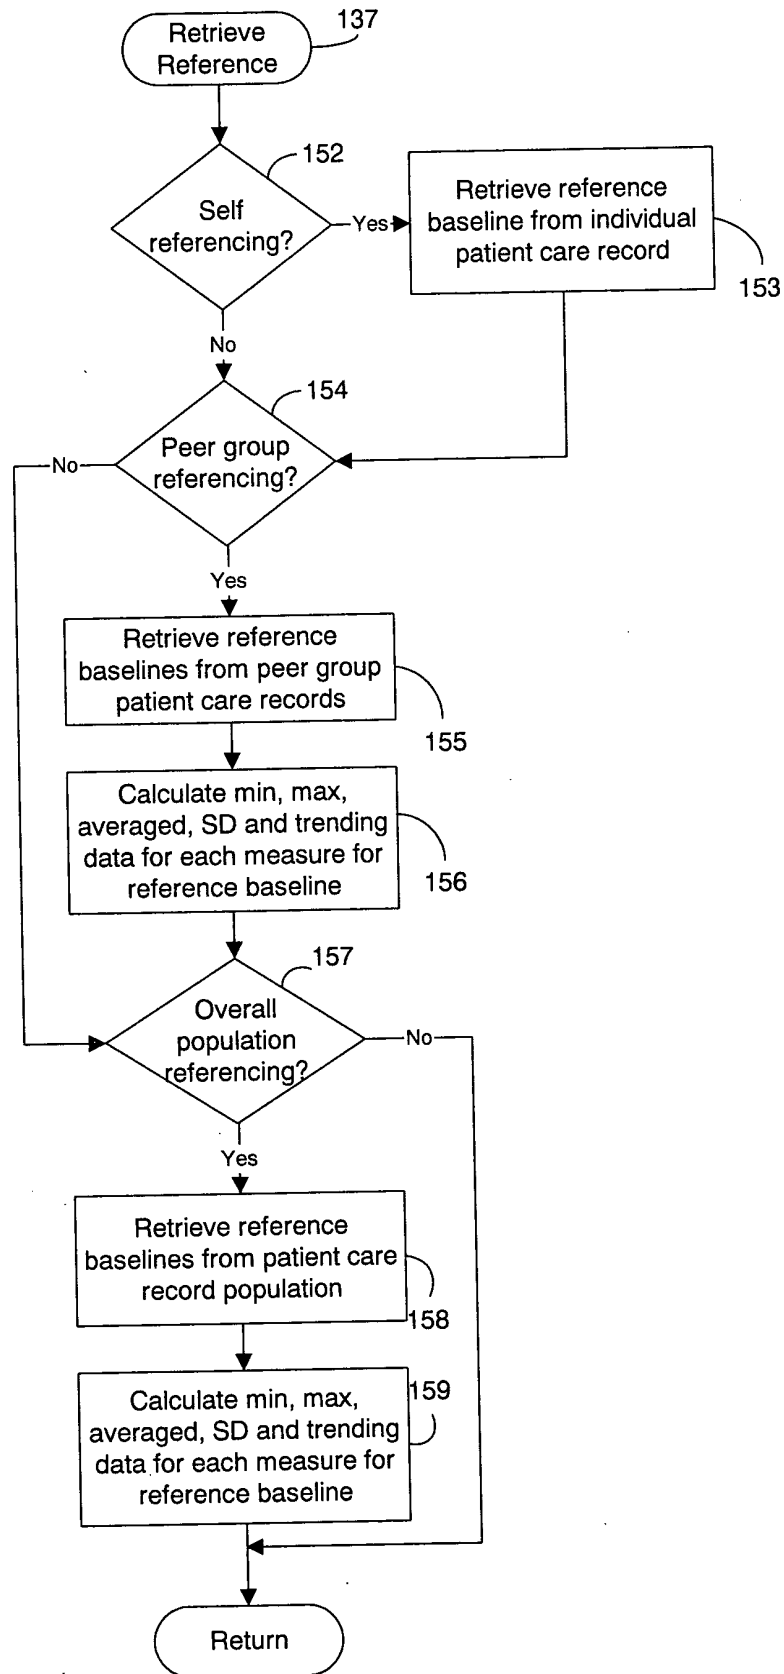 Retrieve
Reference
137
152
Self
referencing?
Yes
Retrieve reference
baseline from individual
patient care record
153
No
154
Peer group
referencing?
No
Yes
Retrieve reference
baselines from peer group
patient care records
155
Calculate min, max,
averaged, SD and trending
data for each measure for
reference baseline
156
157
Overall
population
referencing?
No
Yes
Retrieve reference
baselines from patient care
record population
158
Calculate min, max,
averaged, SD and trending
data for each measure for
reference baseline
159
Return